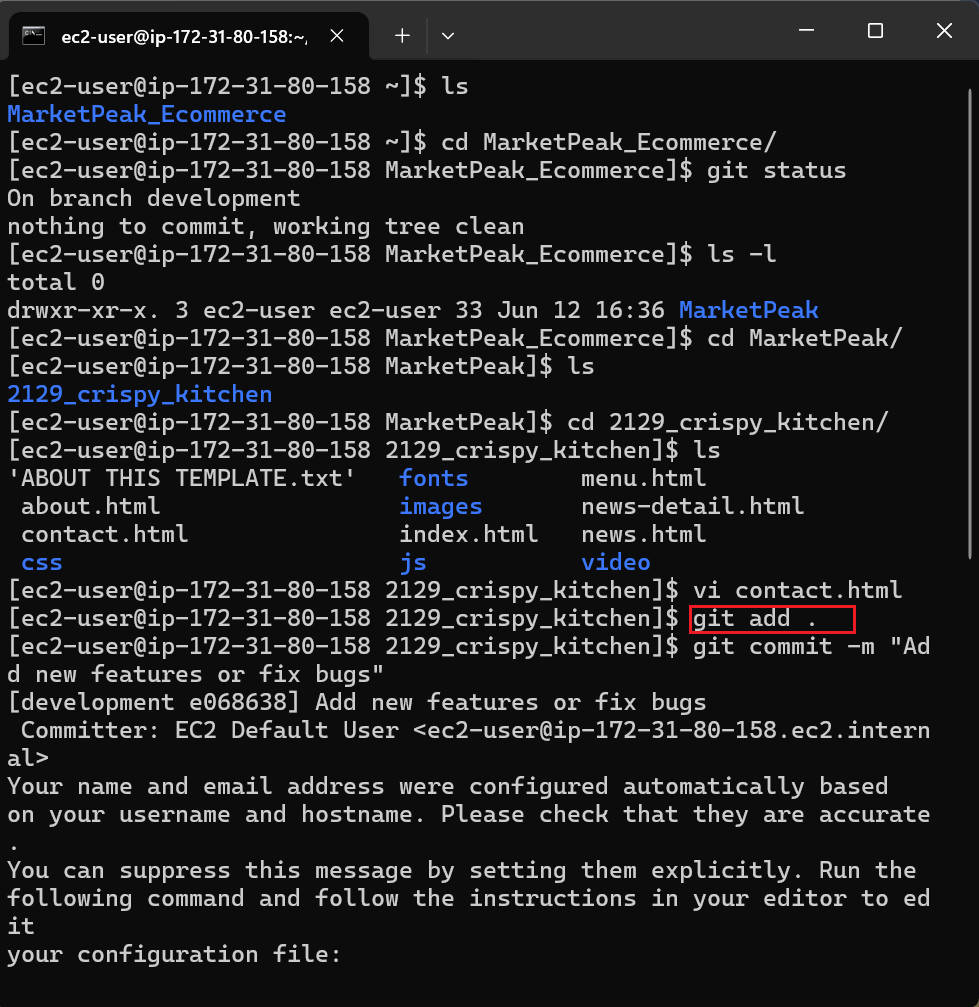 ec2-user@ip-172-31-80-158:~,
[ec2-user@ip-172-31-80-158 ~]$ ls
MarketPeak_Ecommerce
[ec2-user@ip-172-31-80-158 ~]$ cd MarketPeak_Ecommerce/
[ec2-user@ip-172-31-80-158 MarketPeak_Ecommerce]$ git status
On branch development
nothing to commit, working tree clean
[ec2-user@ip-172-31-80-158 MarketPeak_Ecommerce]$ ls -l
total 0
drwxr-xr-x. 3 ec2-user ec2-user 33 Jun 12 16:36 MarketPeak
[ec2-user@ip-172-31-80-158 MarketPeak_Ecommerce]$ cd MarketPeak/
[ec2-user@ip-172-31-80-158 MarketPeak]$ ls
2129_crispy_kitchen
[ec2-user@ip-172-31-80-158 MarketPeak]$ cd 2129_crispy_kitchen/
[ec2-user@ip-172-31-80-158 2129_crispy_kitchen]$ ls
'ABOUT THIS TEMPLATE.txt'   fonts        menu.html
 about.html                 images       news-detail.html
 contact.html               index.html   news.html
 css                        js           video
[ec2-user@ip-172-31-80-158 2129_crispy_kitchen]$ vi contact.html
[ec2-user@ip-172-31-80-158 2129_crispy_kitchen]$ git add .
[ec2-user@ip-172-31-80-158 2129_crispy_kitchen]$ git commit -m "Ad
d new features or fix bugs"
[development e068638] Add new features or fix bugs
 Committer: EC2 Default User <ec2-user@ip-172-31-80-158.ec2.intern
al>
Your name and email address were configured automatically based
on your username and hostname. Please check that they are accurate
.
You can suppress this message by setting them explicitly. Run the
following command and follow the instructions in your editor to ed
it
your configuration file: